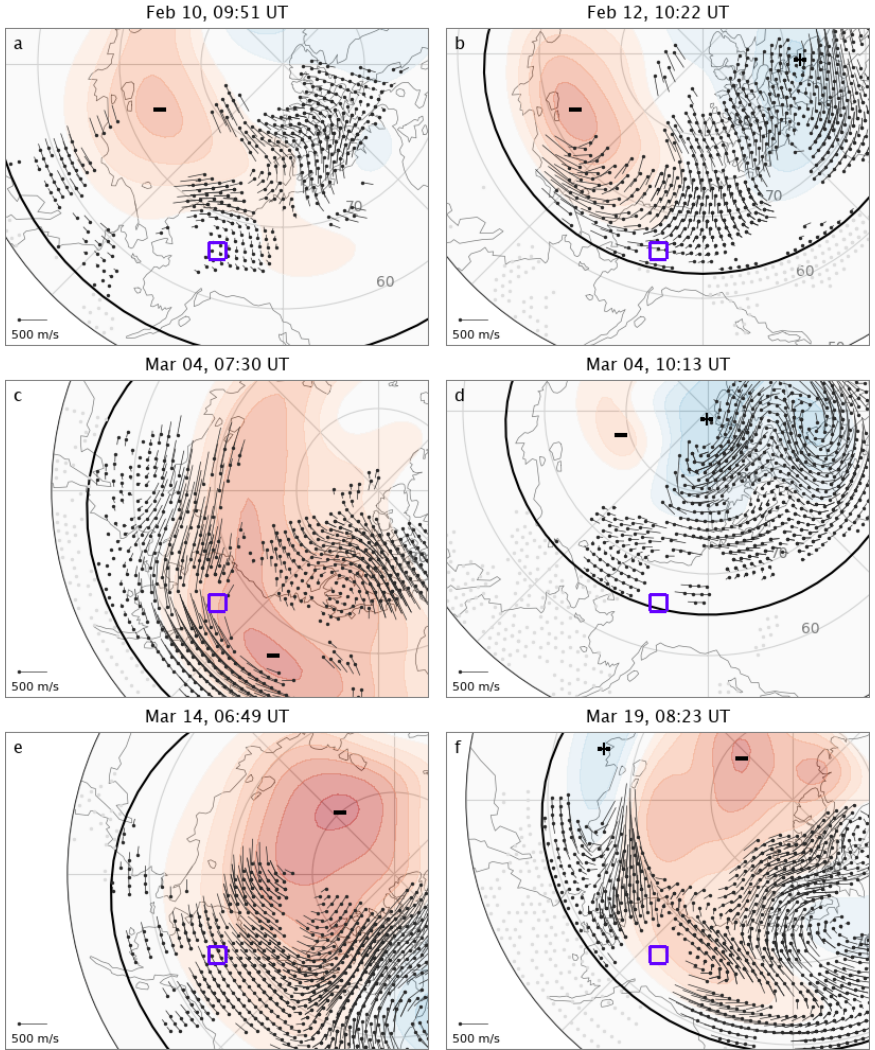 Feb 10, 09:51 UT
Feb 12, 10:22 UT
a
70
60
500 m/s
b
+
70
60
500 m/s
Mar 04, 07:30 UT
Mar 04, 10:13 UT
c
500 m/s
d
+
70
60
500 m/s
Mar 14, 06:49 UT
Mar 19, 08:23 UT
e
500 m/s
f
+
500 m/s